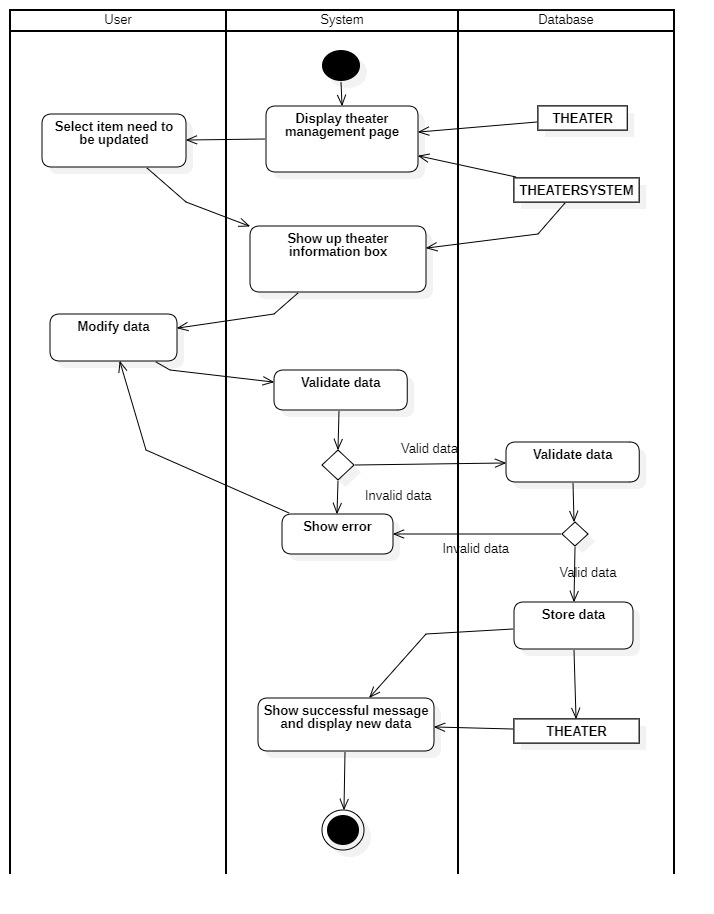 User
System
Database
Display theater
management page
THEATER
Select item need to
be updated
THEATERSYSTEM
Show up theater
information box
Modify data
Validate data
Valid data
Validate data
Invalid data
Show error
Invalid data
Valid data
Store data
Show successful message
and display new data
THEATER